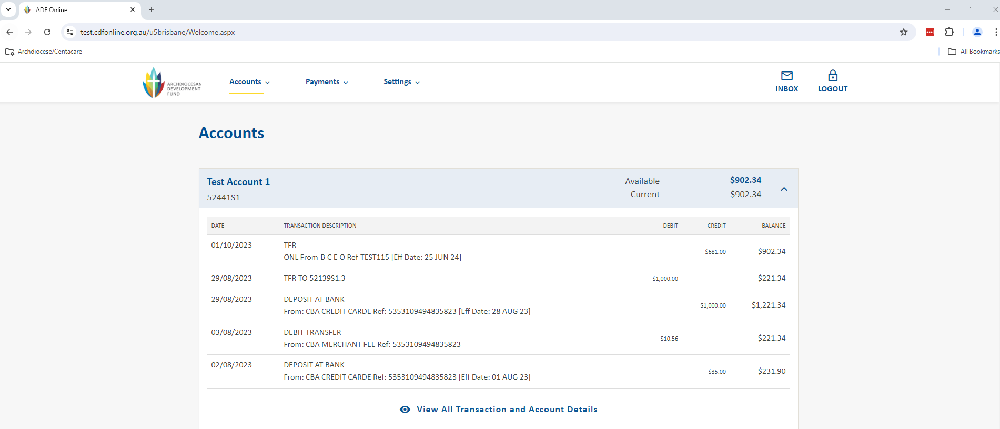 ADF Online
test.cdfonline.org.au/u5brisbane/Welcome.aspx
Archdiocese/Centacare
All Bookmarks
ARCHDIOCESAN
DEVELOPMENT
FUND
Accounts
Payments
Settings
INBOX
LOGOUT
Accounts
Test Account 1
52441S1
Available $902.34
Current $902.34
DATE TRANSACTION DESCRIPTION DEBIT CREDIT BALANCE
01/10/2023 TFR
ONL From-B C E O Ref-TEST115 [Eff Date: 25 JUN 24] $681.00 $902.34
29/08/2023 TFR TO 52139S1.3 $1,000.00 $221.34
29/08/2023 DEPOSIT AT BANK
From: CBA CREDIT CARDE Ref: 5353109494835823 [Eff Date: 28 AUG 23] $1,000.00 $1,221.34
03/08/2023 DEBIT TRANSFER
From: CBA MERCHANT FEE Ref: 5353109494835823 $10.56 $221.34
02/08/2023 DEPOSIT AT BANK
From: CBA CREDIT CARDE Ref: 5353109494835823 [Eff Date: 01 AUG 23] $35.00 $231.90
View All Transaction and Account Details